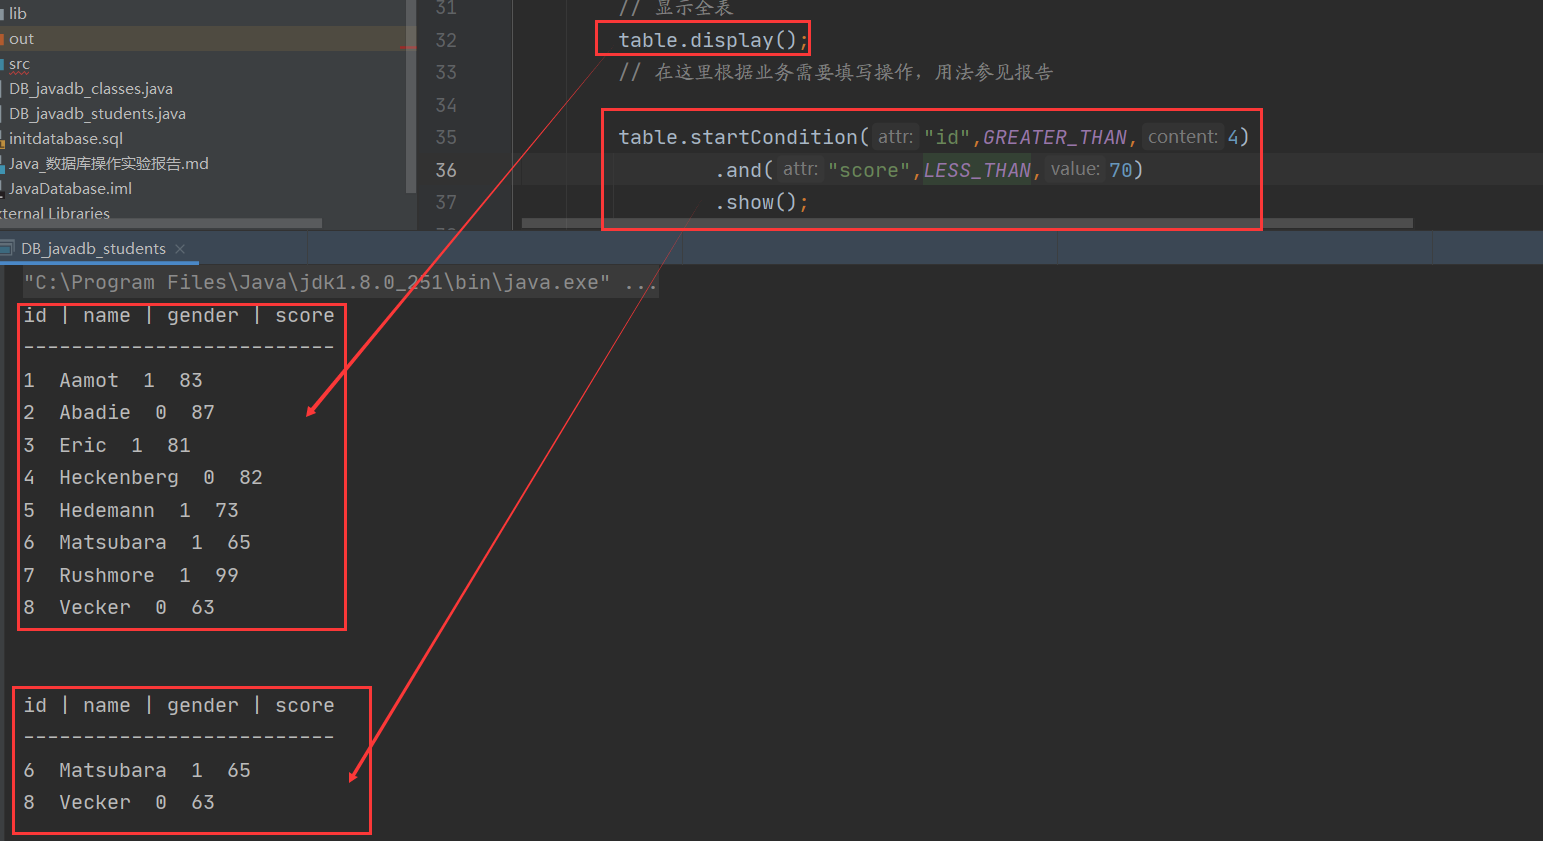 lib
out
src
DB_javadb_classes.java
DB_javadb_students.java
initdatabase.sql
Java_数据库操作实验报告.md
JavaDatabase.iml
ternal Libraries
31 // 显示全表
32 table.display();
33 // 在这里根据业务需要填写操作，用法参见报告
34
35 table.startCondition( attr: "id",GREATER_THAN, content: 4)
36 .and( attr: "score",LESS_THAN, value: 70)
37 .show();
DB_javadb_students ×
"C:\Program Files\Java\jdk1.8.0_251\bin\java.exe" ...
id | name | gender | score
--------------------------
1 Aamot 1 83
2 Abadie 0 87
3 Eric 1 81
4 Heckenberg 0 82
5 Hedemann 1 73
6 Matsubara 1 65
7 Rushmore 1 99
8 Vecker 0 63
id | name | gender | score
--------------------------
6 Matsubara 1 65
8 Vecker 0 63